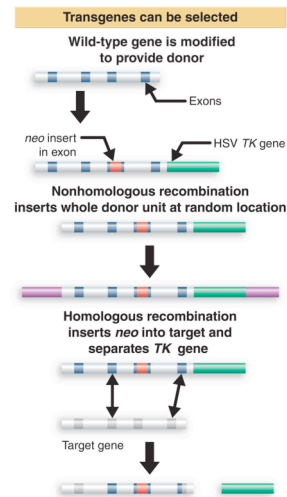 Transgenes can be selected
Wild-type gene is modified
to provide donor
Exons
neo insert
in exon
HSV TK gene
Nonhomologous recombination
inserts whole donor unit at random location
Homologous recombination
inserts neo into target and
separates TK gene
Target gene